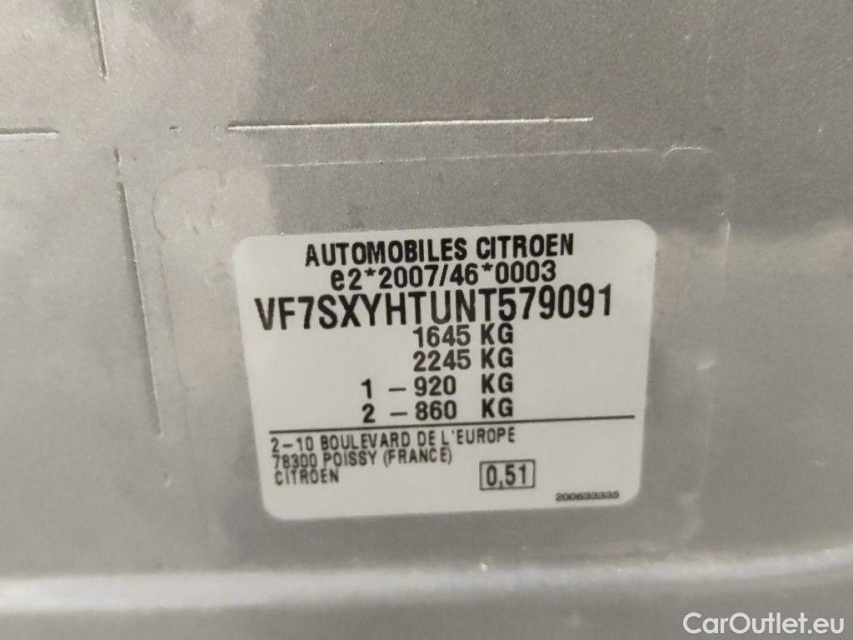 AUTOMOBILES CITROEN
e2*2007/46*0003
VF7SXYHTUNT579091
1645 KG
2245 KG
1 – 920 KG
2 – 860 KG
2–10 BOULEVARD DE L'EUROPE
78300 POISSY (FRANCE)
CITROEN
0,51
200633335
CarOutlet.eu